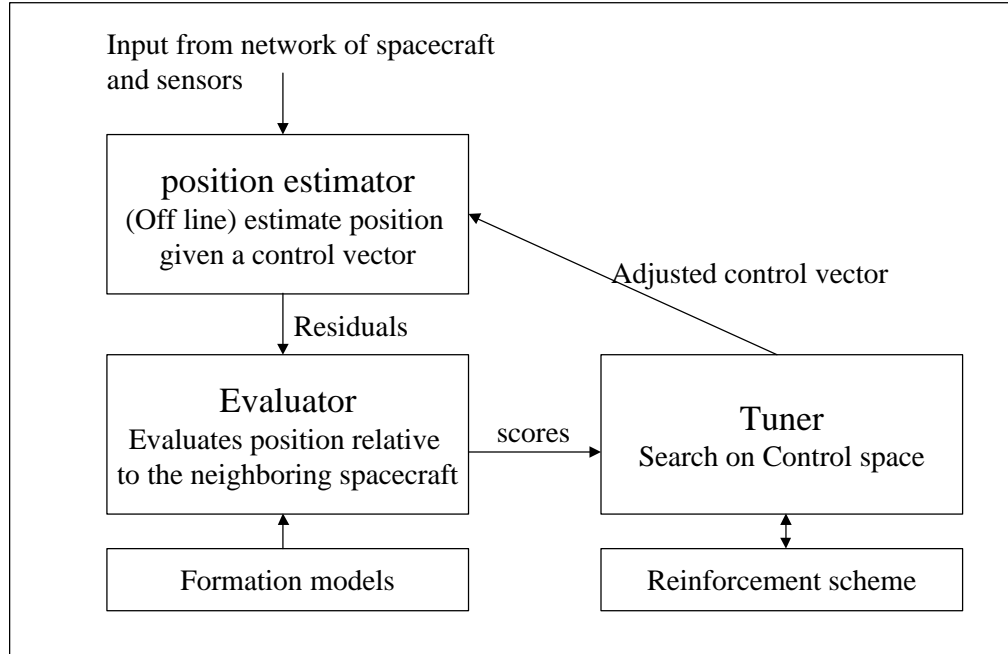 Input from network of spacecraft
and sensors
position estimator
(Off line) estimate position
given a control vector
Adjusted control vector
Residuals
Evaluator
Evaluates position relative
to the neighboring spacecraft
scores
Tuner
Search on Control space
Formation models
Reinforcement scheme